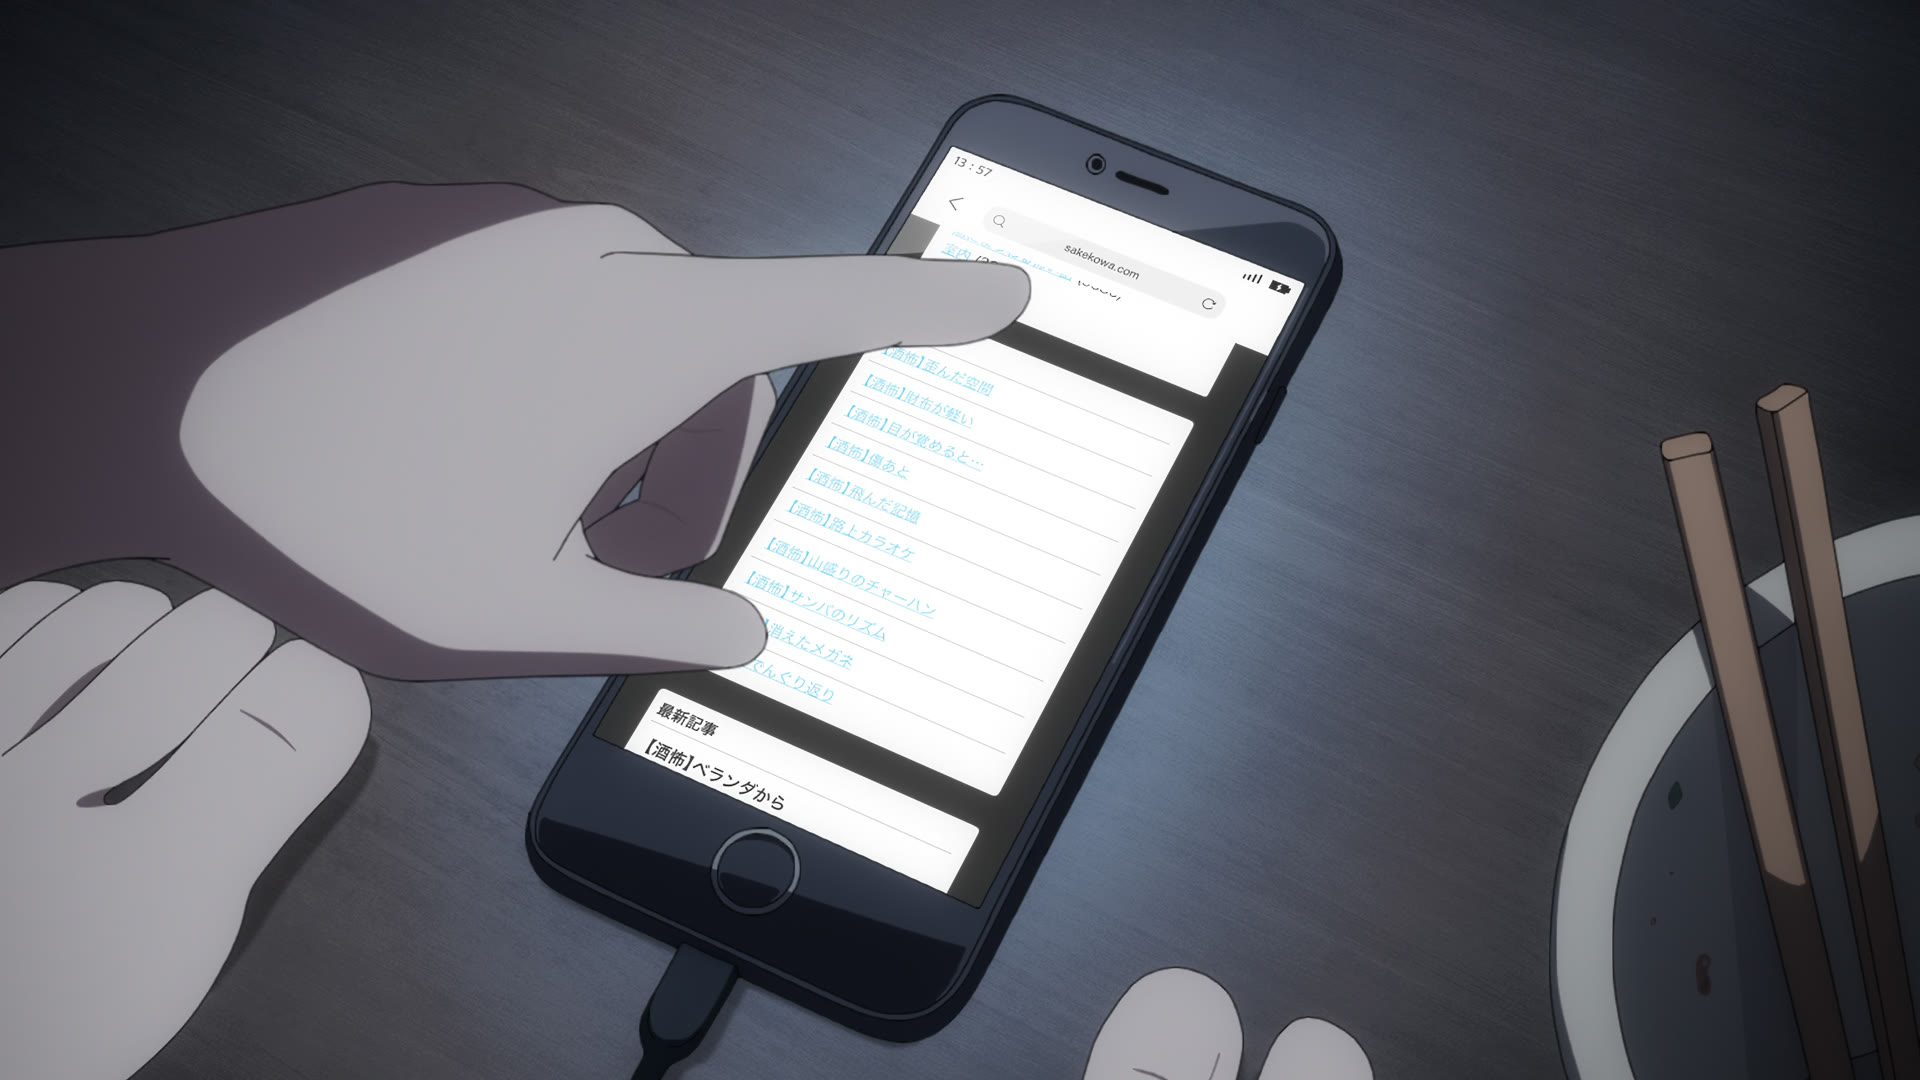 13:57
sakekowa.com
室内
【酒怖】歪んだ空間
【酒怖】財布が軽い
【酒怖】目が覚めると…
【酒怖】傷あと
【酒怖】飛んだ記憶
【酒怖】路上カラオケ
【酒怖】山盛りのチャーハン
【酒怖】サンバのリズム
】消えたメガネ
でんぐり返り
最新記事
【酒怖】ベランダから